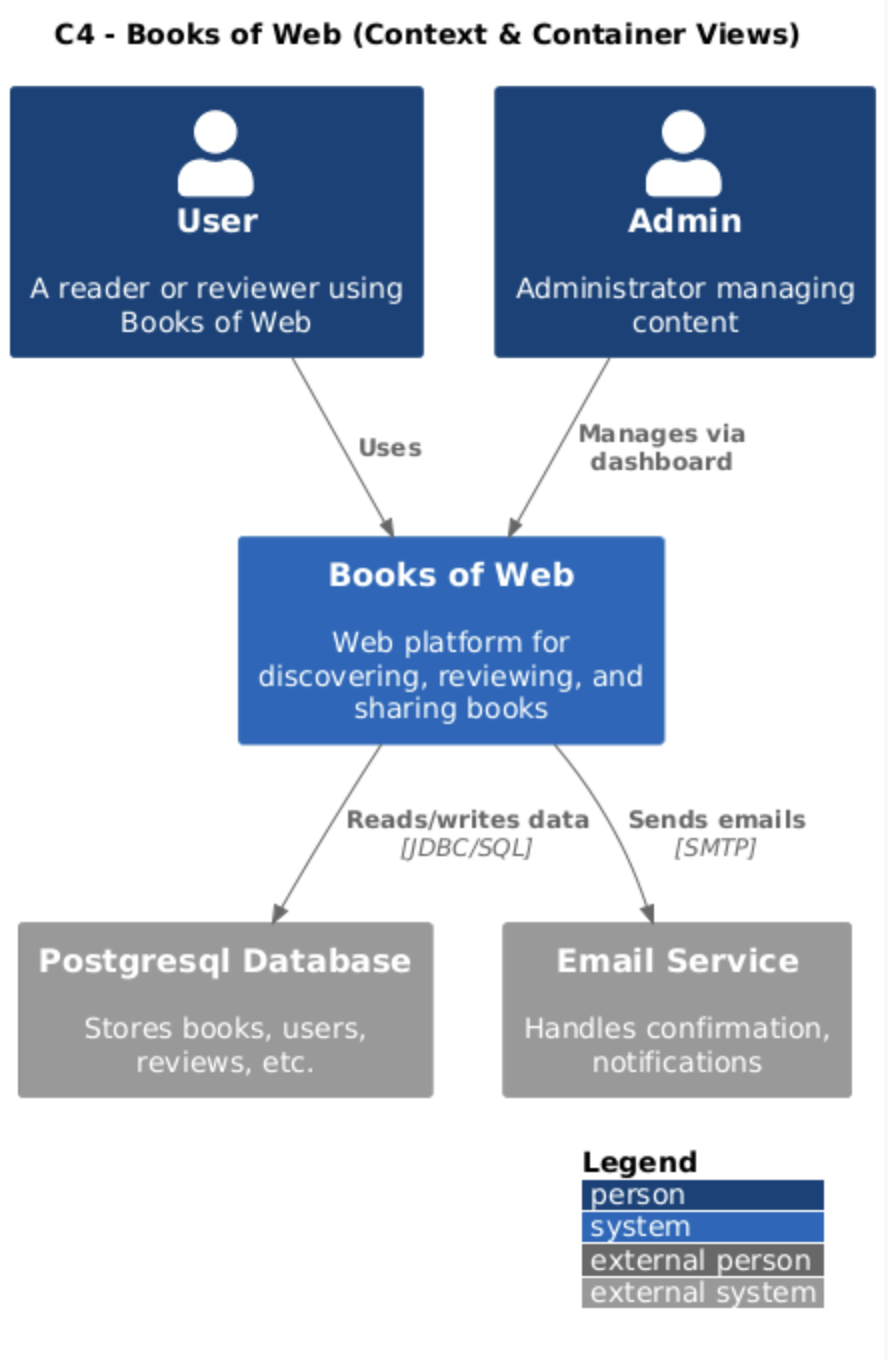 C4 - Books of Web (Context & Container Views)
User
A reader or reviewer using
Books of Web
Admin
Administrator managing
content
Uses
Manages via
dashboard
Books of Web
Web platform for
discovering, reviewing, and
sharing books
Reads/writes data
[JDBC/SQL]
Sends emails
[SMTP]
Postgresql Database
Stores books, users,
reviews, etc.
Email Service
Handles confirmation,
notifications
Legend
person
system
external person
external system